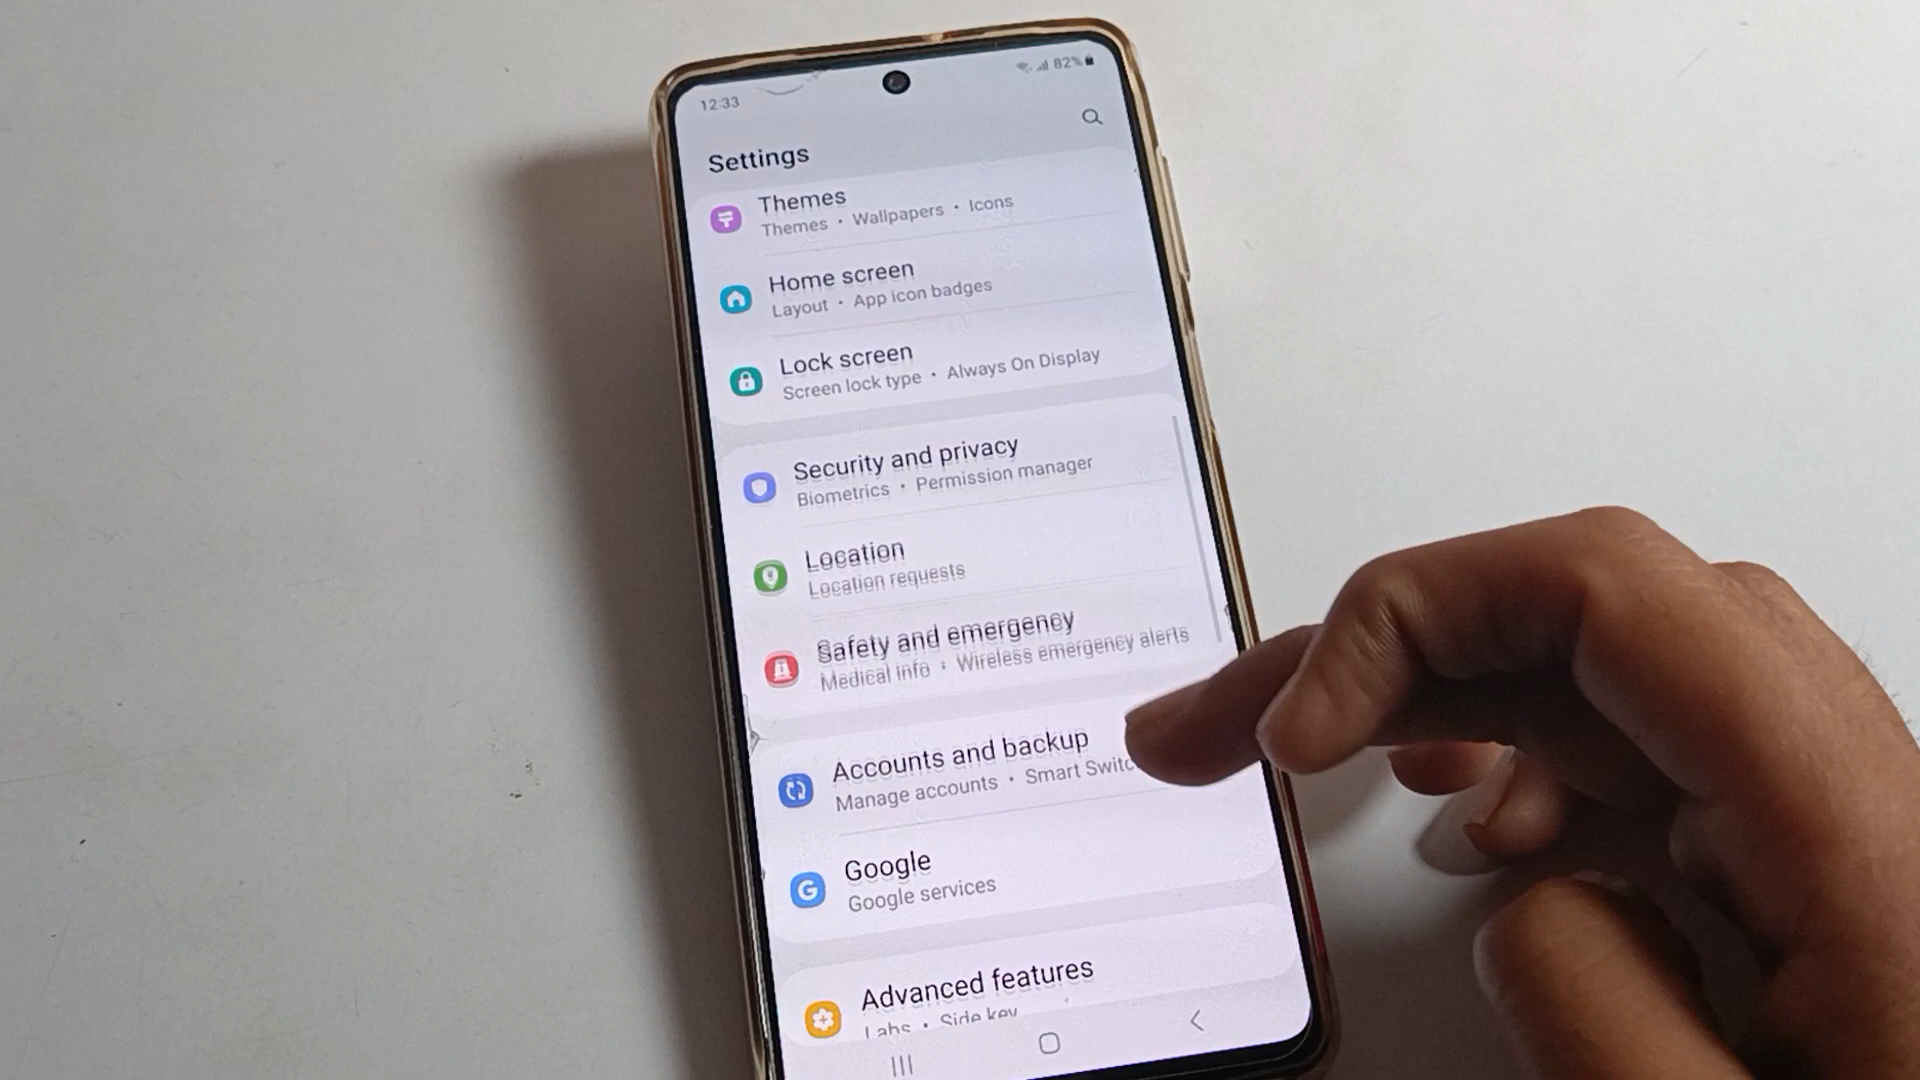 12:33
82%
Settings
Themes
Themes • Wallpapers • Icons
Home screen
Layout • App icon badges
Lock screen
Screen lock type • Always On Display
Security and privacy
Biometrics • Permission manager
Location
Location requests
Safety and emergency
Medical info • Wireless emergency alerts
Accounts and backup
Manage accounts • Smart Switc
G
Google
Google services
Advanced features
Labs • Side key